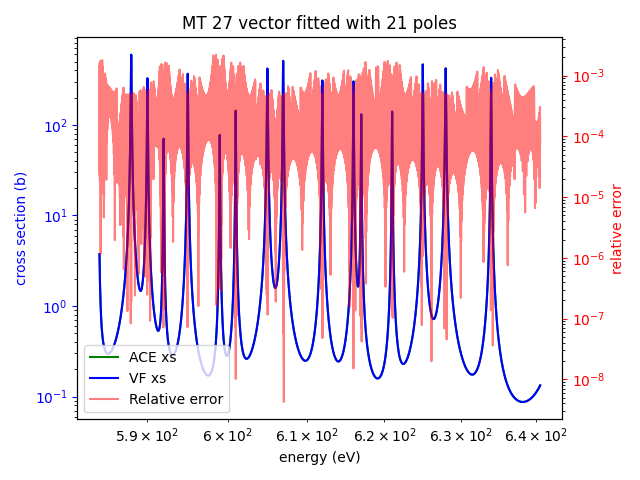 MT 27 vector fitted with 21 poles
cross section (b)
10²
10¹
10⁰
10⁻¹
10⁻³
10⁻⁴
10⁻⁵
10⁻⁶
10⁻⁷
10⁻⁸
relative error
ACE xs
VF xs
Relative error
5.9 × 10² 6 × 10² 6.1 × 10² 6.2 × 10² 6.3 × 10² 6.4 × 10²
energy (eV)